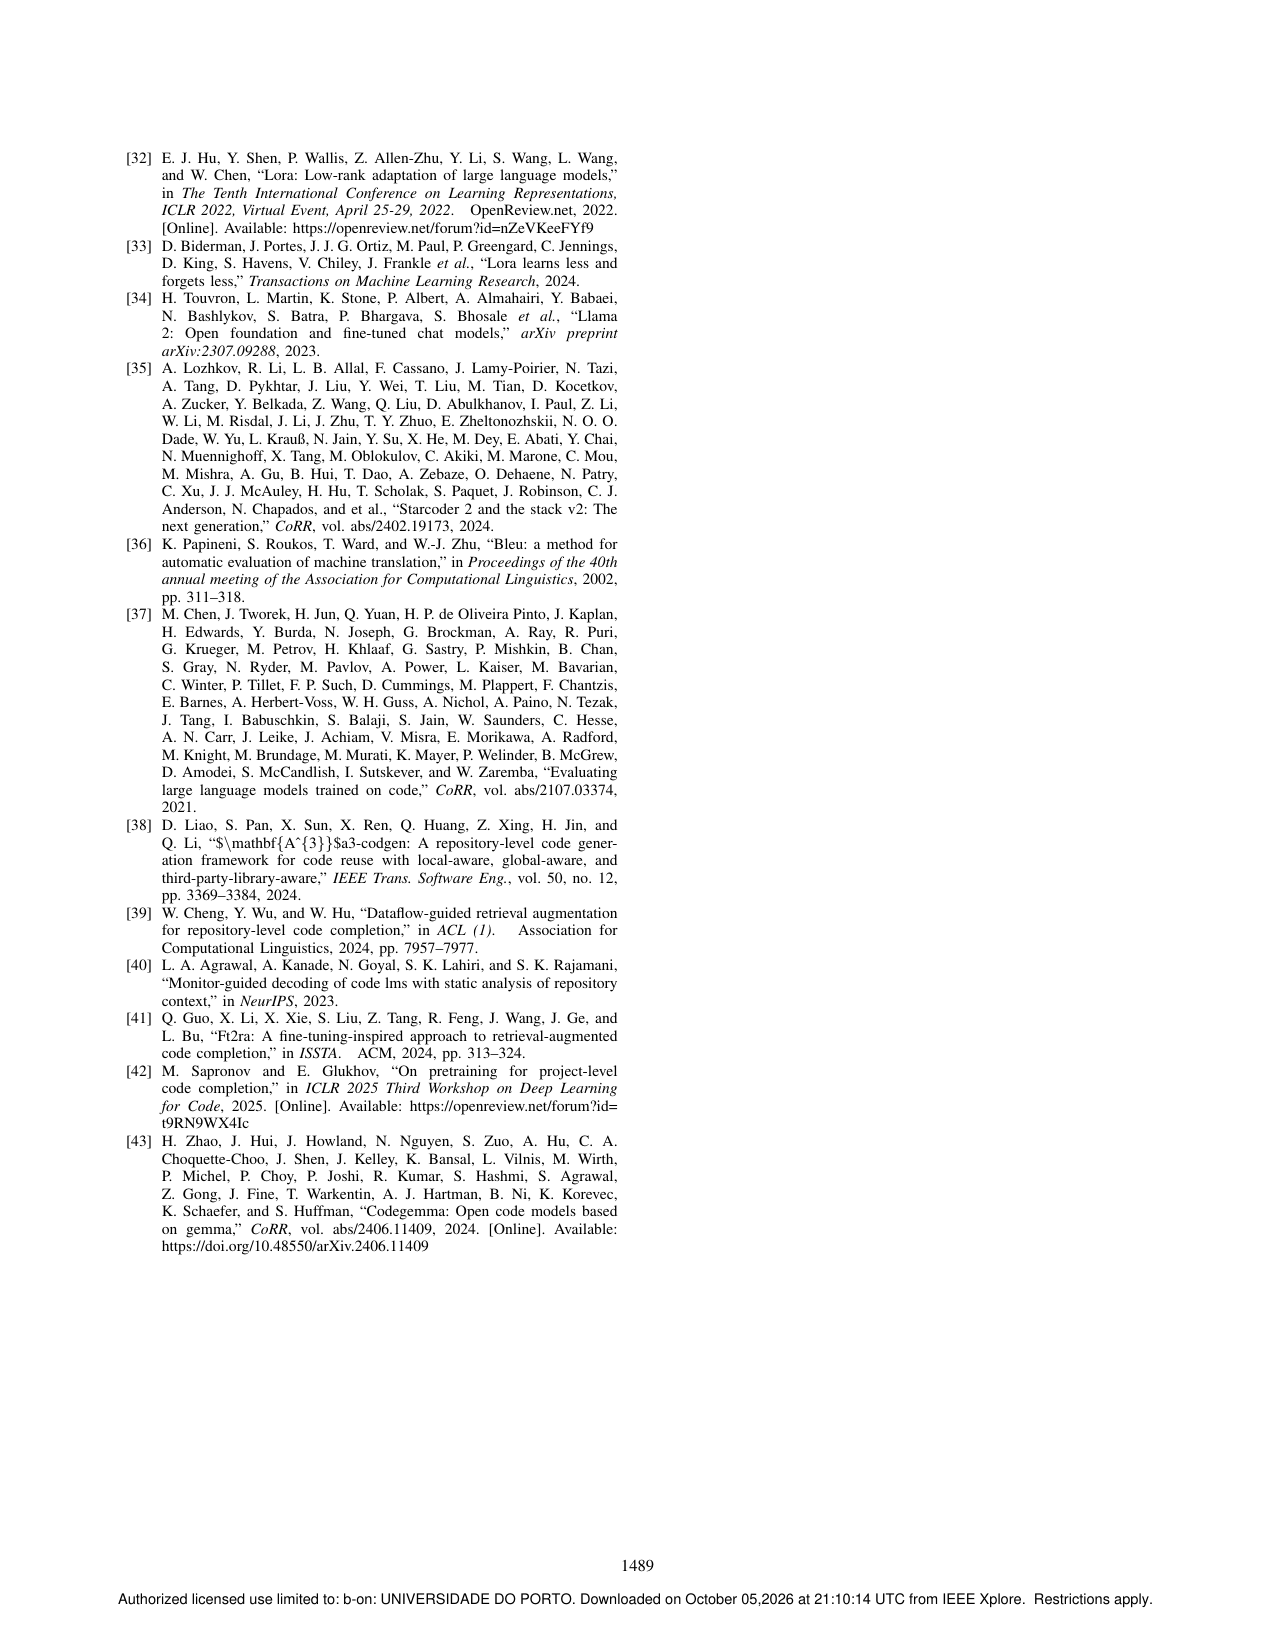 [32] E. J. Hu, Y. Shen, P. Wallis, Z. Allen-Zhu, Y. Li, S. Wang, L. Wang,
and W. Chen, “Lora: Low-rank adaptation of large language models,”
in The Tenth International Conference on Learning Representations,
ICLR 2022, Virtual Event, April 25-29, 2022. OpenReview.net, 2022.
[Online]. Available: https://openreview.net/forum?id=nZeVKeeFYf9
[33] D. Biderman, J. Portes, J. J. G. Ortiz, M. Paul, P. Greengard, C. Jennings,
D. King, S. Havens, V. Chiley, J. Frankle et al., “Lora learns less and
forgets less,” Transactions on Machine Learning Research, 2024.
[34] H. Touvron, L. Martin, K. Stone, P. Albert, A. Almahairi, Y. Babaei,
N. Bashlykov, S. Batra, P. Bhargava, S. Bhosale et al., “Llama
2: Open foundation and fine-tuned chat models,” arXiv preprint
arXiv:2307.09288, 2023.
[35] A. Lozhkov, R. Li, L. B. Allal, F. Cassano, J. Lamy-Poirier, N. Tazi,
A. Tang, D. Pykhtar, J. Liu, Y. Wei, T. Liu, M. Tian, D. Kocetkov,
A. Zucker, Y. Belkada, Z. Wang, Q. Liu, D. Abulkhanov, I. Paul, Z. Li,
W. Li, M. Risdal, J. Li, J. Zhu, T. Y. Zhuo, E. Zheltonozhskii, N. O. O.
Dade, W. Yu, L. Krauß, N. Jain, Y. Su, X. He, M. Dey, E. Abati, Y. Chai,
N. Muennighoff, X. Tang, M. Oblokulov, C. Akiki, M. Marone, C. Mou,
M. Mishra, A. Gu, B. Hui, T. Dao, A. Zebaze, O. Dehaene, N. Patry,
C. Xu, J. J. McAuley, H. Hu, T. Scholak, S. Paquet, J. Robinson, C. J.
Anderson, N. Chapados, and et al., “Starcoder 2 and the stack v2: The
next generation,” CoRR, vol. abs/2402.19173, 2024.
[36] K. Papineni, S. Roukos, T. Ward, and W.-J. Zhu, “Bleu: a method for
automatic evaluation of machine translation,” in Proceedings of the 40th
annual meeting of the Association for Computational Linguistics, 2002,
pp. 311–318.
[37] M. Chen, J. Tworek, H. Jun, Q. Yuan, H. P. de Oliveira Pinto, J. Kaplan,
H. Edwards, Y. Burda, N. Joseph, G. Brockman, A. Ray, R. Puri,
G. Krueger, M. Petrov, H. Khlaaf, G. Sastry, P. Mishkin, B. Chan,
S. Gray, N. Ryder, M. Pavlov, A. Power, L. Kaiser, M. Bavarian,
C. Winter, P. Tillet, F. P. Such, D. Cummings, M. Plappert, F. Chantzis,
E. Barnes, A. Herbert-Voss, W. H. Guss, A. Nichol, A. Paino, N. Tezak,
J. Tang, I. Babuschkin, S. Balaji, S. Jain, W. Saunders, C. Hesse,
A. N. Carr, J. Leike, J. Achiam, V. Misra, E. Morikawa, A. Radford,
M. Knight, M. Brundage, M. Murati, K. Mayer, P. Welinder, B. McGrew,
D. Amodei, S. McCandlish, I. Sutskever, and W. Zaremba, “Evaluating
large language models trained on code,” CoRR, vol. abs/2107.03374,
2021.
[38] D. Liao, S. Pan, X. Sun, X. Ren, Q. Huang, Z. Xing, H. Jin, and
Q. Li, “$\mathbf{A^{3}}$a3-codgen: A repository-level code gener-
ation framework for code reuse with local-aware, global-aware, and
third-party-library-aware,” IEEE Trans. Software Eng., vol. 50, no. 12,
pp. 3369–3384, 2024.
[39] W. Cheng, Y. Wu, and W. Hu, “Dataflow-guided retrieval augmentation
for repository-level code completion,” in ACL (1). Association for
Computational Linguistics, 2024, pp. 7957–7977.
[40] L. A. Agrawal, A. Kanade, N. Goyal, S. K. Lahiri, and S. K. Rajamani,
“Monitor-guided decoding of code lms with static analysis of repository
context,” in NeurIPS, 2023.
[41] Q. Guo, X. Li, X. Xie, S. Liu, Z. Tang, R. Feng, J. Wang, J. Ge, and
L. Bu, “Ft2ra: A fine-tuning-inspired approach to retrieval-augmented
code completion,” in ISSTA. ACM, 2024, pp. 313–324.
[42] M. Sapronov and E. Glukhov, “On pretraining for project-level
code completion,” in ICLR 2025 Third Workshop on Deep Learning
for Code, 2025. [Online]. Available: https://openreview.net/forum?id=
t9RN9WX4Ic
[43] H. Zhao, J. Hui, J. Howland, N. Nguyen, S. Zuo, A. Hu, C. A.
Choquette-Choo, J. Shen, J. Kelley, K. Bansal, L. Vilnis, M. Wirth,
P. Michel, P. Choy, P. Joshi, R. Kumar, S. Hashmi, S. Agrawal,
Z. Gong, J. Fine, T. Warkentin, A. J. Hartman, B. Ni, K. Korevec,
K. Schaefer, and S. Huffman, “Codegemma: Open code models based
on gemma,” CoRR, vol. abs/2406.11409, 2024. [Online]. Available:
https://doi.org/10.48550/arXiv.2406.11409
1489
Authorized licensed use limited to: b-on: UNIVERSIDADE DO PORTO. Downloaded on October 05,2026 at 21:10:14 UTC from IEEE Xplore. Restrictions apply.